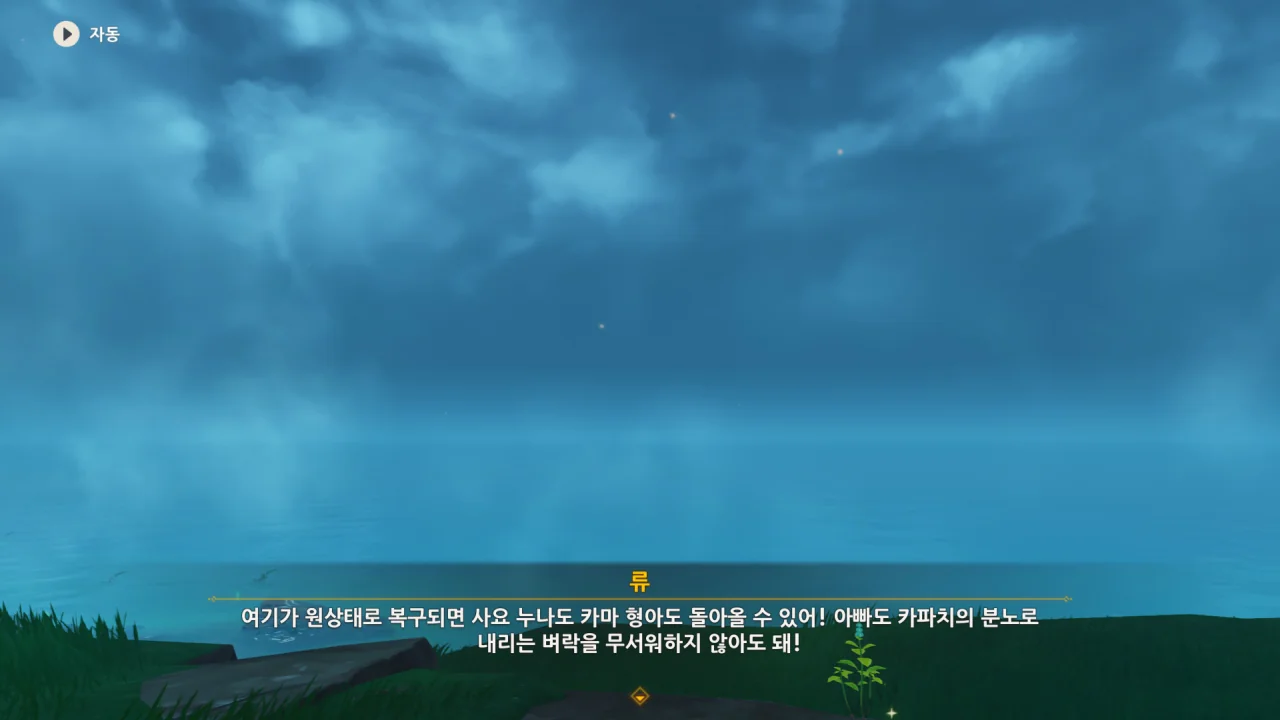 자동
류
여기가 원상태로 복구되면 사요 누나도 카마 형아도 돌아올 수 있어! 아빠도 카파치의 분노로
내리는 벼락을 무서워하지 않아도 돼!